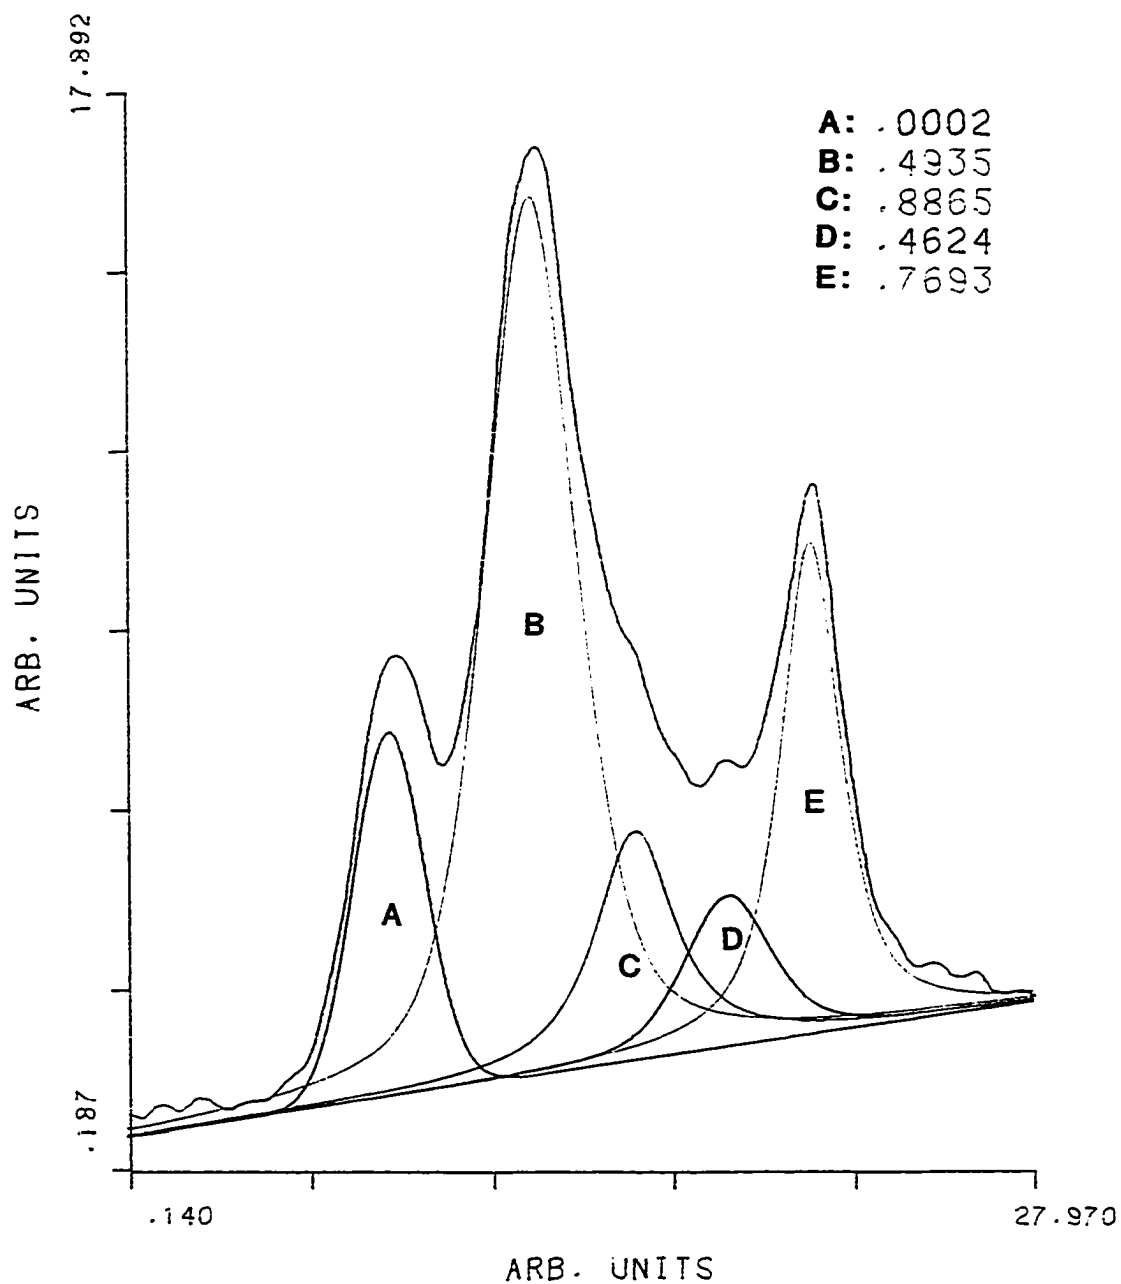 17.892
A: .0002
B: .4935
C: .8865
D: .4624
E: .7693
ARB. UNITS
B
E
A
D
C
.187
.140
27.970
ARB. UNITS